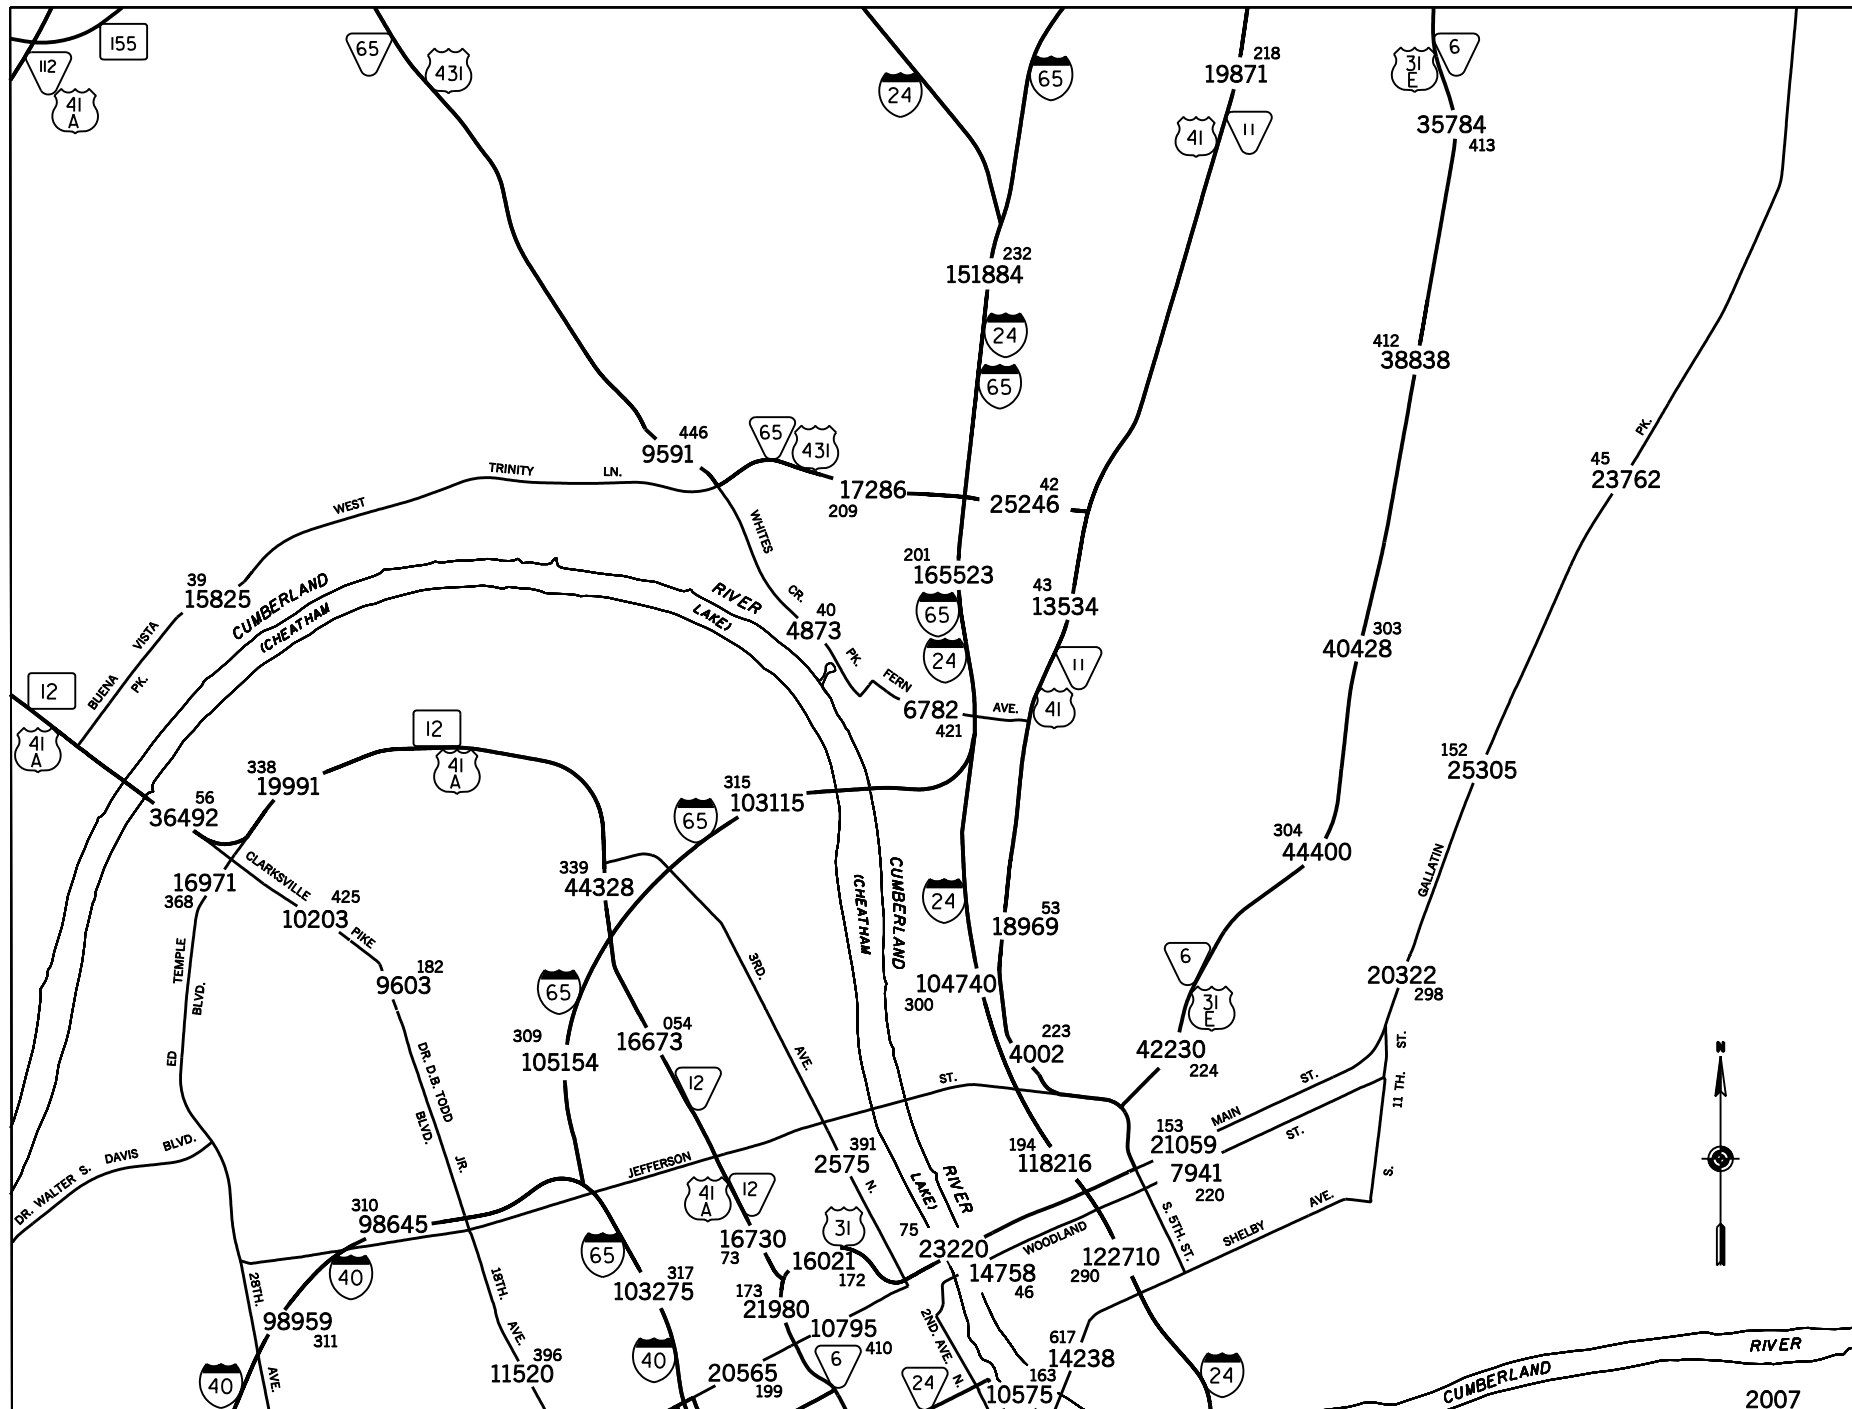 155
112
41
A
65
431
24
65
218
19871
41
11
31
E
6
35784
413
232
151884
24
65
412
38838
446
9591
65
431
TRINITY LN.
17286
209
42
25246
WEST
WHITES
CR.
PK.
PK.
45
23762
39
15825
CUMBERLAND
(CHEATHAM
RIVER
LAKE)
201
165523
65
24
43
13534
40
4873
11
41
303
40428
VISTA
BUENA
PK.
12
41
A
FERN
6782
421
AVE.
12
41
A
338
19991
56
36492
315
103115
65
152
25305
304
44400
16971
368
CLARKSVILLE
425
10203
PIKE
339
44328
CUMBERLAND
(CHEATHAM
24
GALLATIN
53
18969
TEMPLE
BLVD.
ED
182
9603
3RD.
AVE.
65
6
31
E
20322
298
104740
300
309
105154
054
16673
223
4002
42230
224
ST.
11 TH.
S.
N
DR. D.B. TODD
BLVD.
JR.
12
ST.
ST.
MAIN
ST.
153
21059
7941
220
DR. WALTER S. DAVIS BLVD.
JEFFERSON
391
2575
N.
194
118216
RIVER
LAKE)
310
98645
41
A
12
31
75
23220
WOODLAND
S. 5TH. ST.
SHELBY AVE.
65
40
16730
73
16021
172
14758
46
122710
290
28TH.
AVE.
18TH.
AVE.
317
103275
173
21980
10795
410
2ND. AVE. N.
98959
311
40
396
11520
40
20565
199
6
24
617
14238
163
10575
24
CUMBERLAND
RIVER
2007